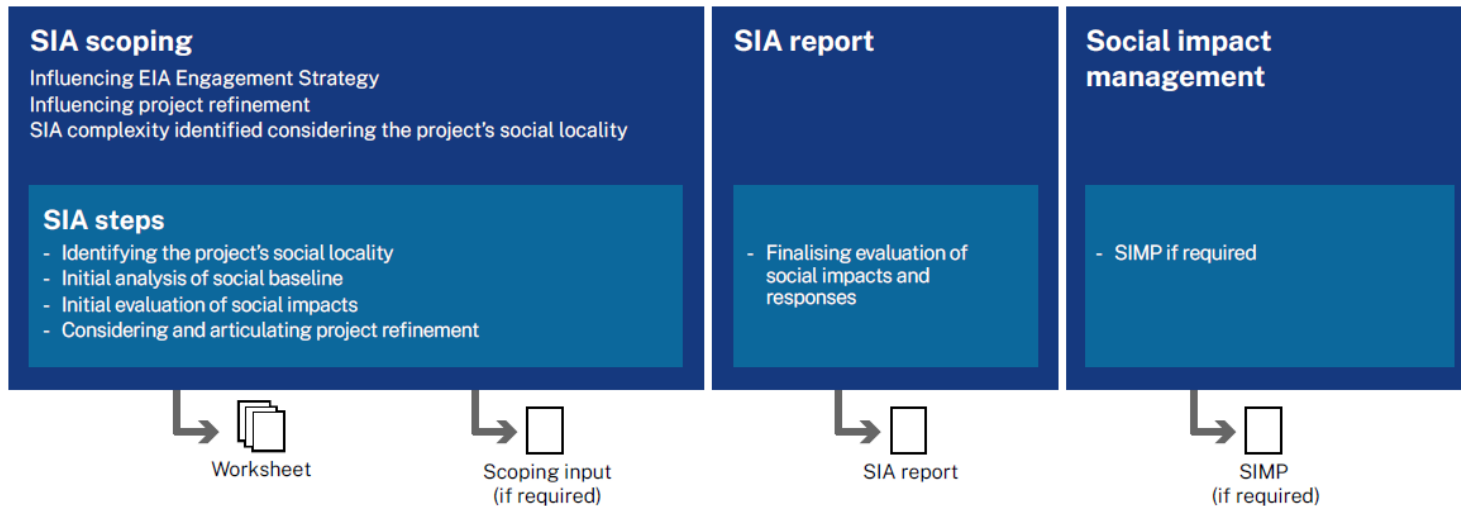 SIA scoping
Influencing EIA Engagement Strategy
Influencing project refinement
SIA complexity identified considering the project's social locality
SIA steps
- Identifying the project's social locality
- Initial analysis of social baseline
- Initial evaluation of social impacts
- Considering and articulating project refinement
Worksheet
Scoping input
(if required)
SIA report
- Finalising evaluation of
social impacts and
responses
SIA report
Social impact
management
- SIMP if required
SIMP
(if required)